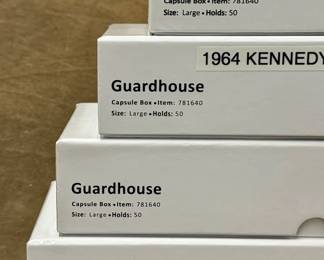 Capsule Box • Item: 781640
Size: Large • Holds: 50
1964 KENNEDY
Guardhouse
Capsule Box • Item: 781640
Size: Large • Holds: 50
Guardhouse
Capsule Box • Item: 781640
Size: Large • Holds: 50